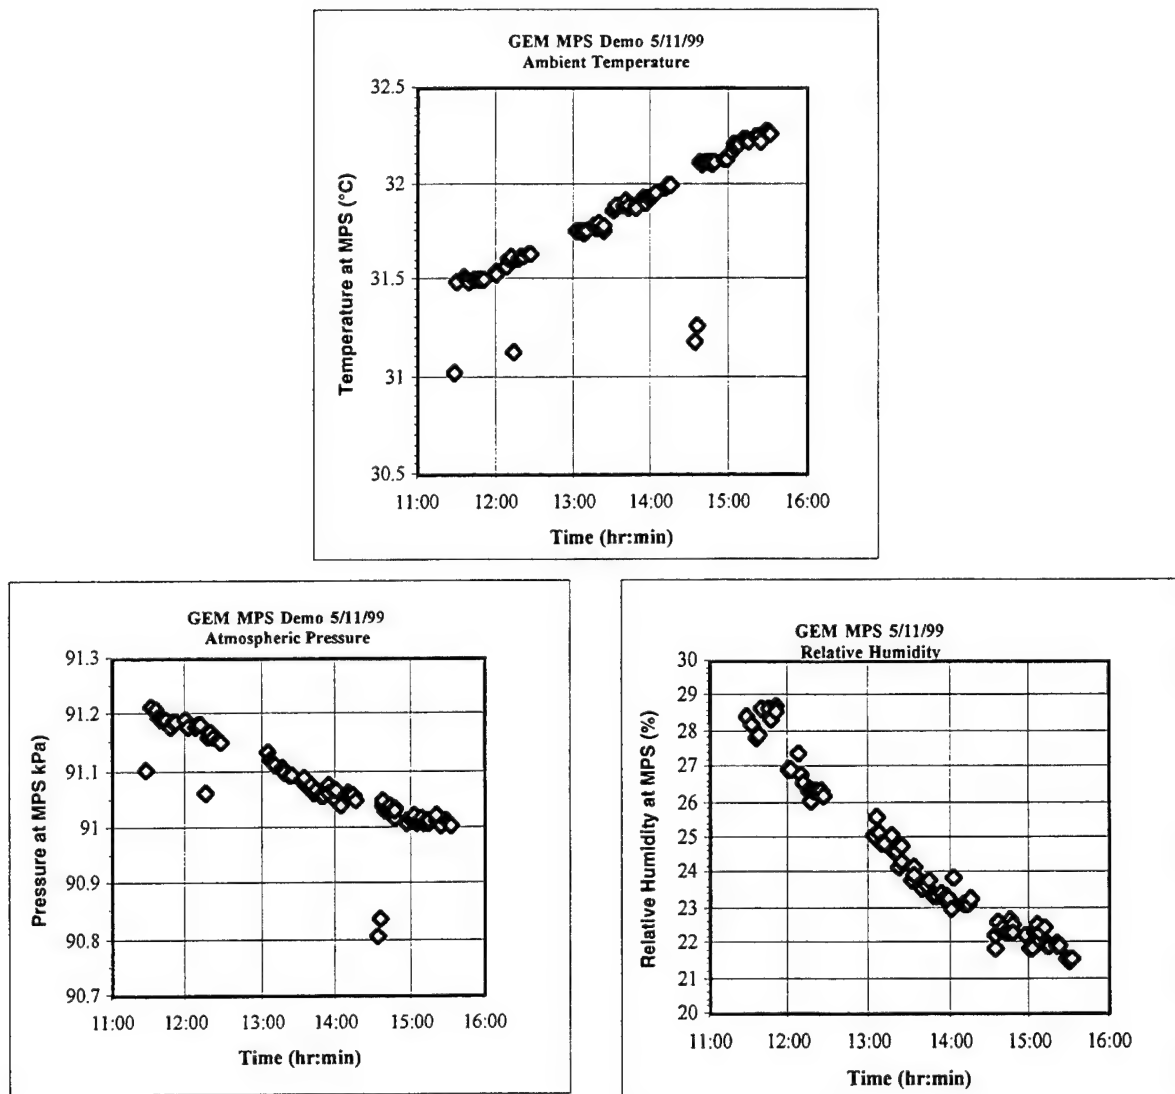 GEM MPS Demo 5/11/99
Ambient Temperature
Temperature at MPS (°C)
32.5
32
31.5
31
30.5
11:00 12:00 13:00 14:00 15:00 16:00
Time (hr:min)
GEM MPS Demo 5/11/99
Atmospheric Pressure
Pressure at MPS kPa)
91.3
91.2
91.1
91
90.9
90.8
90.7
11:00 12:00 13:00 14:00 15:00 16:00
Time (hr:min)
GEM MPS 5/11/99
Relative Humidity
Relative Humidity at MPS (%)
30
29
28
27
26
25
24
23
22
21
20
11:00 12:00 13:00 14:00 15:00 16:00
Time (hr:min)